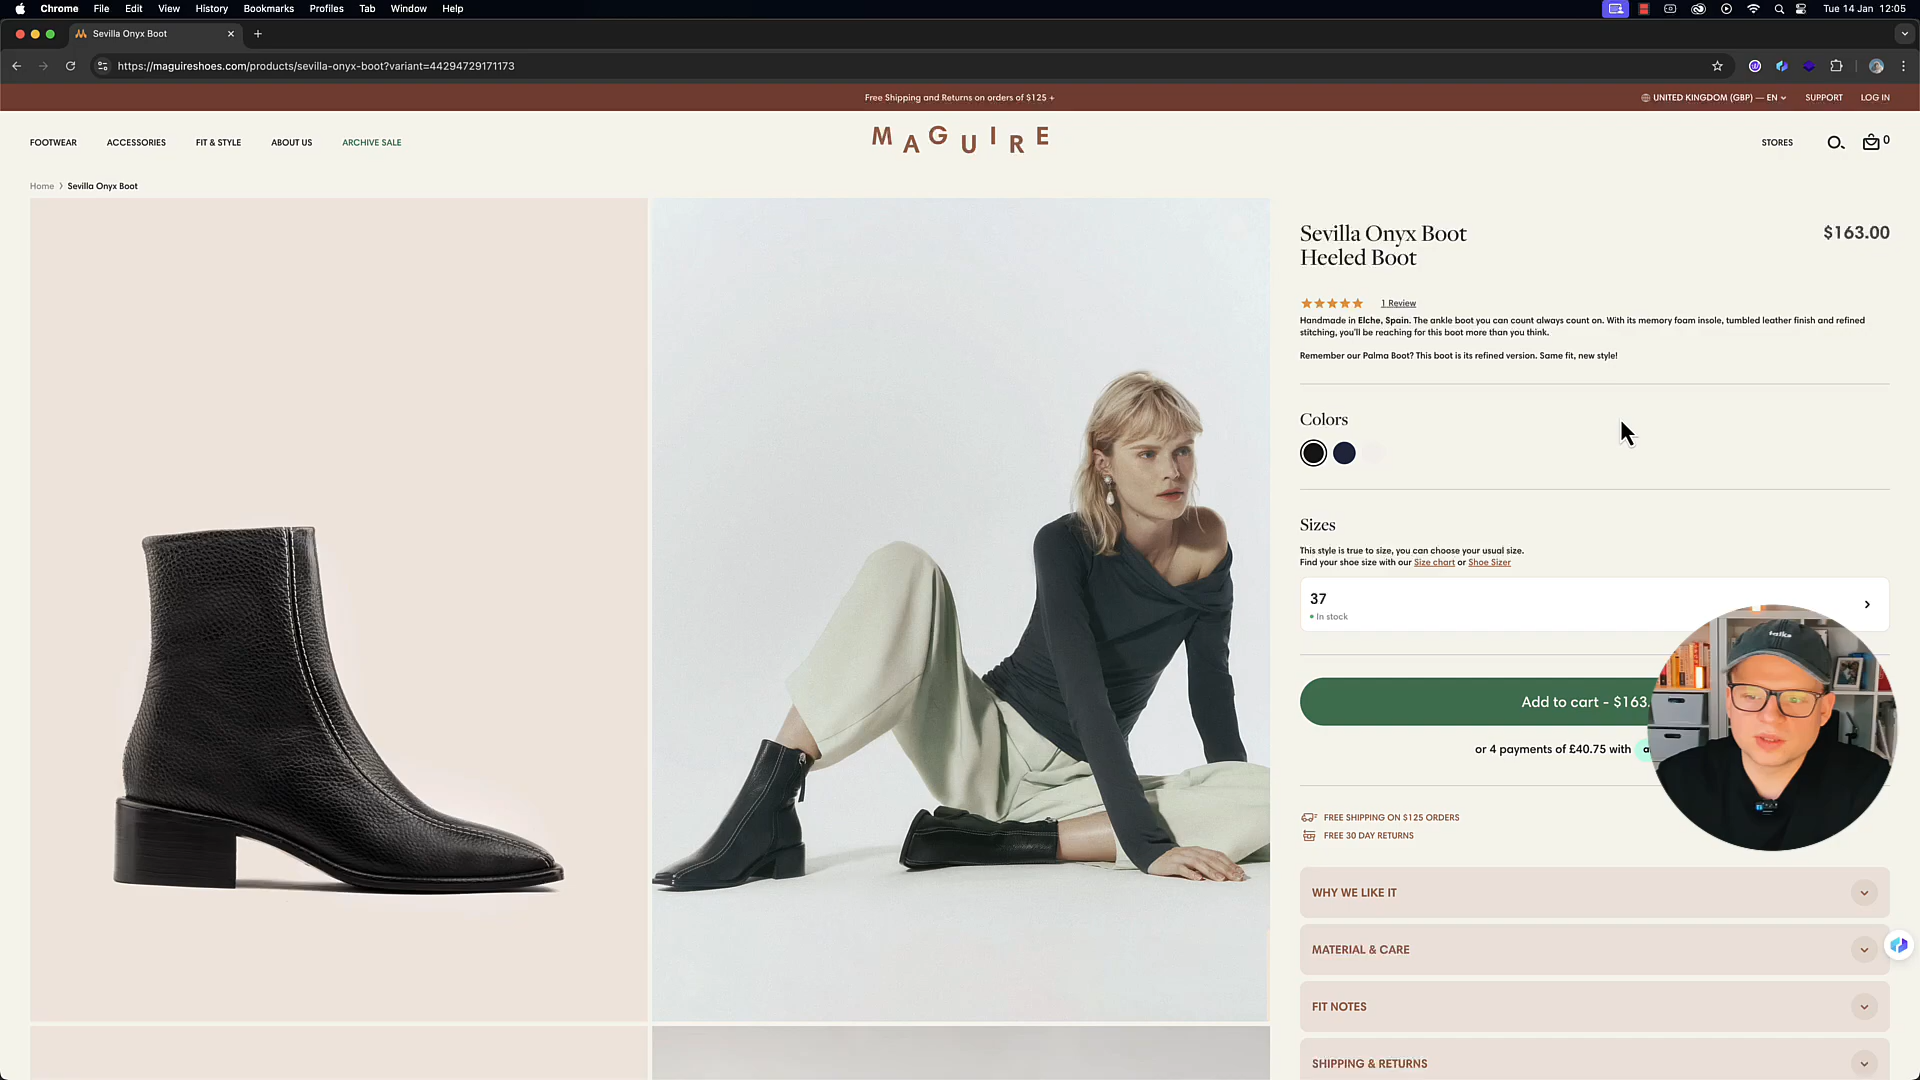 Chrome File Edit View History Bookmarks Profiles Tab Window Help Tue 14 Jan 12:05
Sevilla Onyx Boot
https://maguireshoes.com/products/sevilla-onyx-boot?variant=44294729171173
Free Shipping and Returns on orders of $125 +
UNITED KINGDOM (GBP) — EN SUPPORT LOG IN
FOOTWEAR ACCESSORIES FIT & STYLE ABOUT US ARCHIVE SALE
MAGUIRE
STORES 0
Home > Sevilla Onyx Boot
Sevilla Onyx Boot
Heeled Boot
$163.00
1 Review
Handmade in Elche, Spain. The ankle boot you can count always count on. With its memory foam insole, tumbled leather finish and refined
stitching, you'll be reaching for this boot more than you think.
Remember our Palma Boot? This boot is its refined version. Same fit, new style!
Colors
Sizes
This style is true to size, you can choose your usual size.
Find your shoe size with our Size chart or Shoe Sizer
37
In stock
Add to cart - $163.
or 4 payments of £40.75 with
FREE SHIPPING ON $125 ORDERS
FREE 30 DAY RETURNS
WHY WE LIKE IT
MATERIAL & CARE
FIT NOTES
SHIPPING & RETURNS